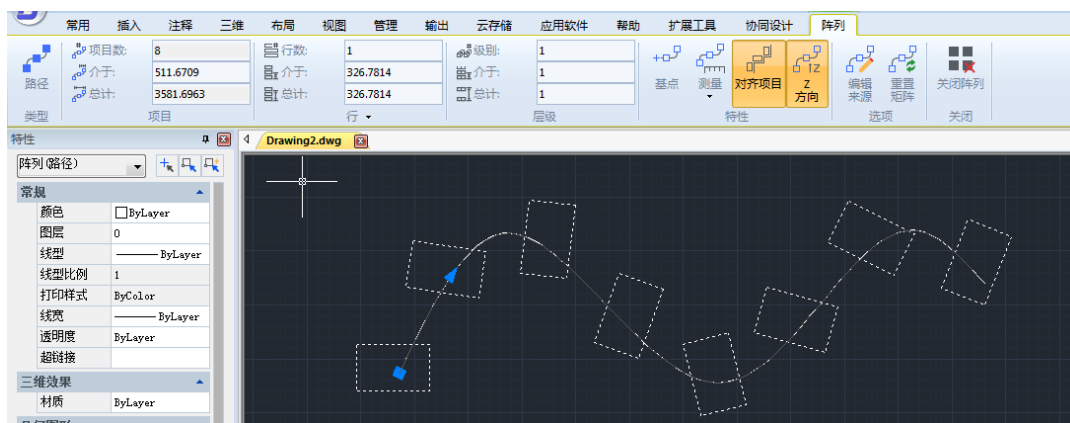 常用 插入 注释 三维 布局 视图 管理 输出 云存储 应用软件 帮助 扩展工具 协同设计 阵列
项目数: 8 行数: 1 级别: 1
介于: 511.6709 介于: 326.7814 介于: 1
总计: 3581.6963 总计: 326.7814 总计: 1
路径 基点 测量 对齐项目 Z 方向 编辑来源 重置矩阵 关闭阵列
类型 项目 行 层级 特性 选项 关闭
特性 Drawing2.dwg
阵列(路径)
常规
颜色 ByLayer
图层 0
线型 ByLayer
线型比例 1
打印样式 ByColor
线宽 ByLayer
透明度 ByLayer
超链接
三维效果
材质 ByLayer